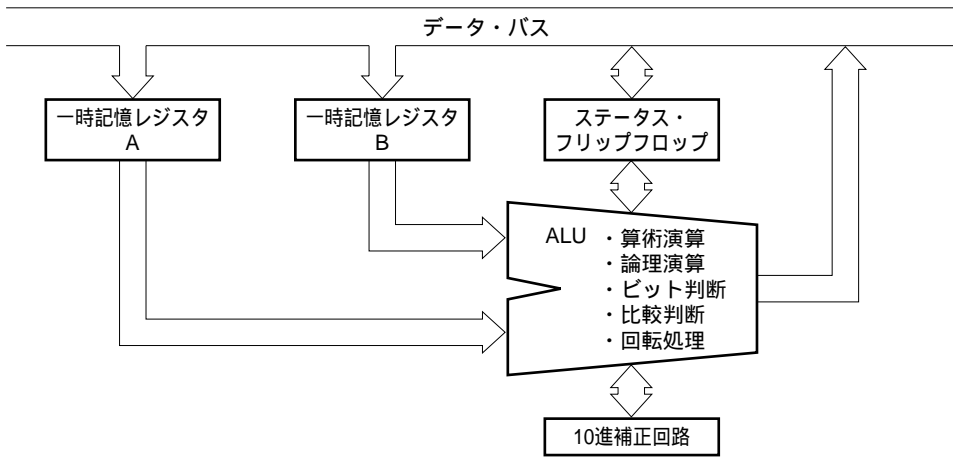 データ・バス
一時記憶レジスタ
A
一時記憶レジスタ
B
ステータス・
フリップフロップ
ALU
・算術演算
・論理演算
・ビット判断
・比較判断
・回転処理
10進補正回路